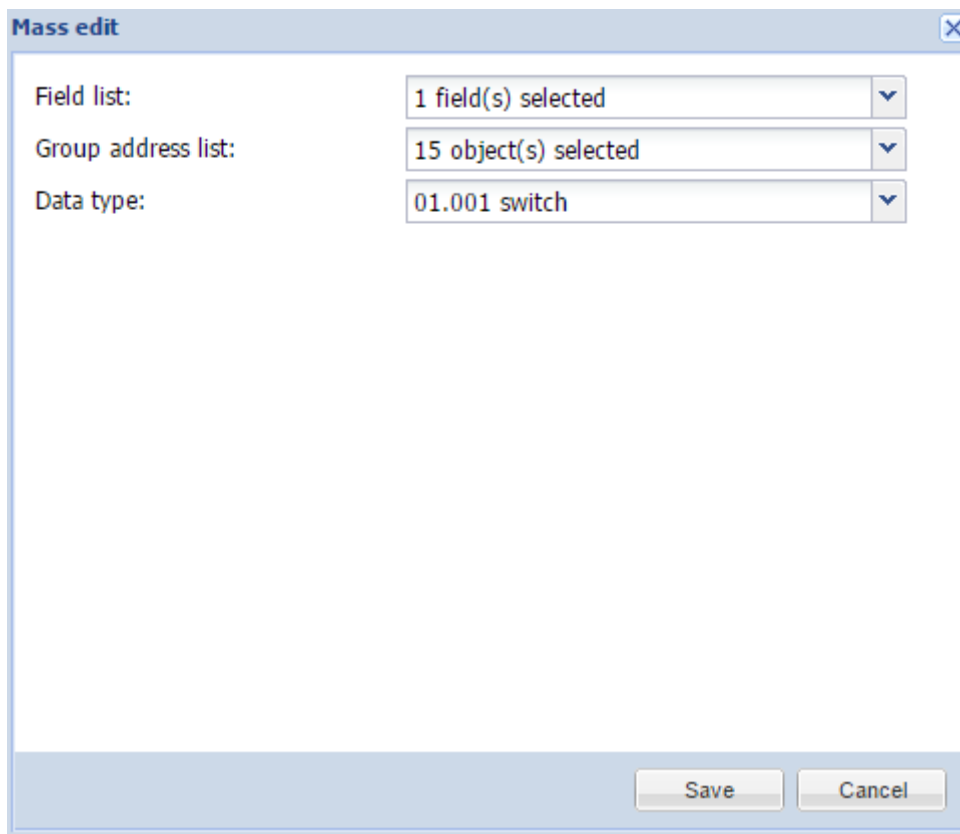 Mass edit
Field list: 1 field(s) selected
Group address list: 15 object(s) selected
Data type: 01.001 switch
Save Cancel